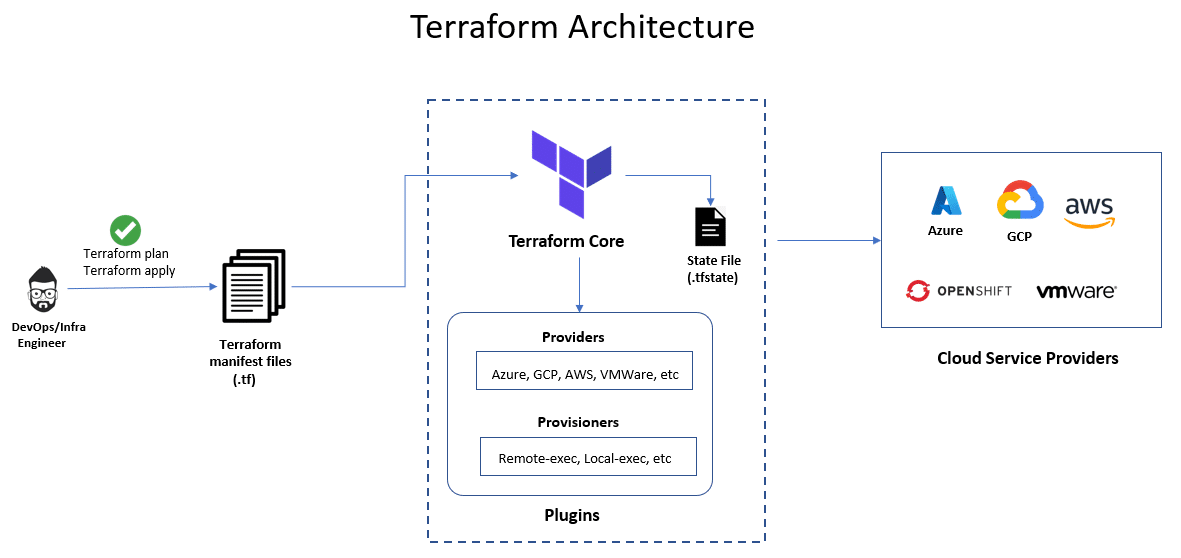 Terraform Architecture
Terraform plan
Terraform apply
DevOps/Infra
Engineer
Terraform
manifest files
(.tf)
Terraform Core
State File
(.tfstate)
Providers
Azure, GCP, AWS, VMWare, etc
Provisioners
Remote-exec, Local-exec, etc
Plugins
Azure
GCP
aws
OPENSHIFT
vmware®
Cloud Service Providers